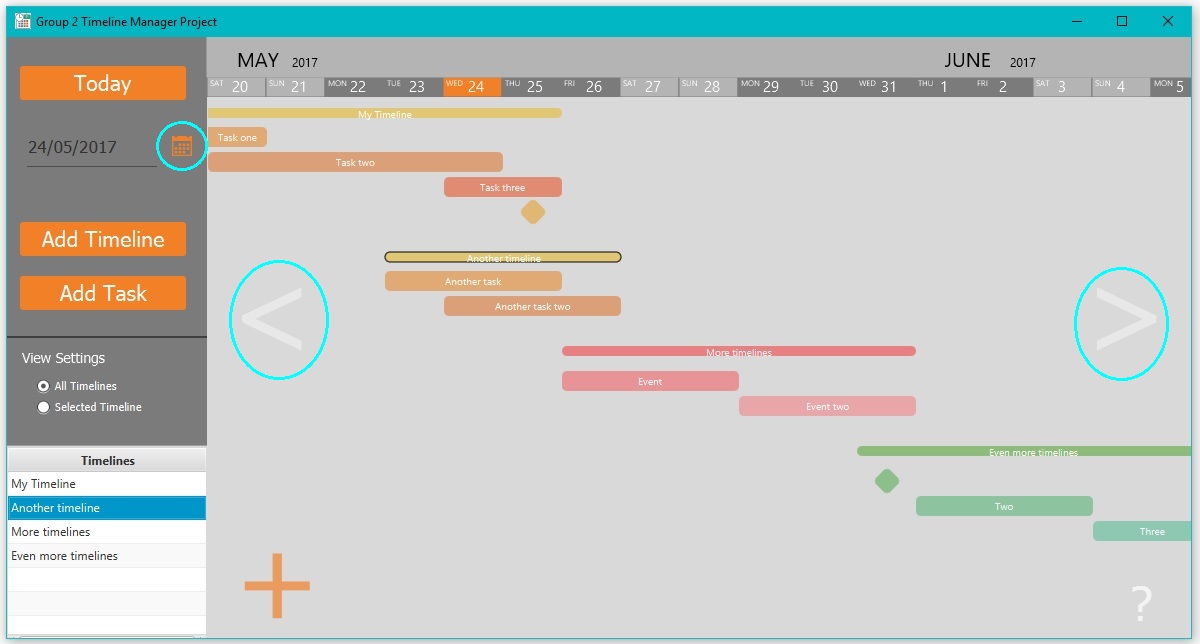 Group 2 Timeline Manager Project
Today
24/05/2017
Add Timeline
Add Task
View Settings
All Timelines
Selected Timeline
Timelines
My Timeline
Another timeline
More timelines
Even more timelines
MAY 2017 JUNE 2017
SAT 20 SUN 21 MON 22 TUE 23 WED 24 THU 25 FRI 26 SAT 27 SUN 28 MON 29 TUE 30 WED 31 THU 1 FRI 2 SAT 3 SUN 4 MON 5
My Timeline
Task one
Task two
Task three
Another timeline
Another task
Another task two
More timelines
Event
Event two
Even more timelines
Two
Three
< >
+
?